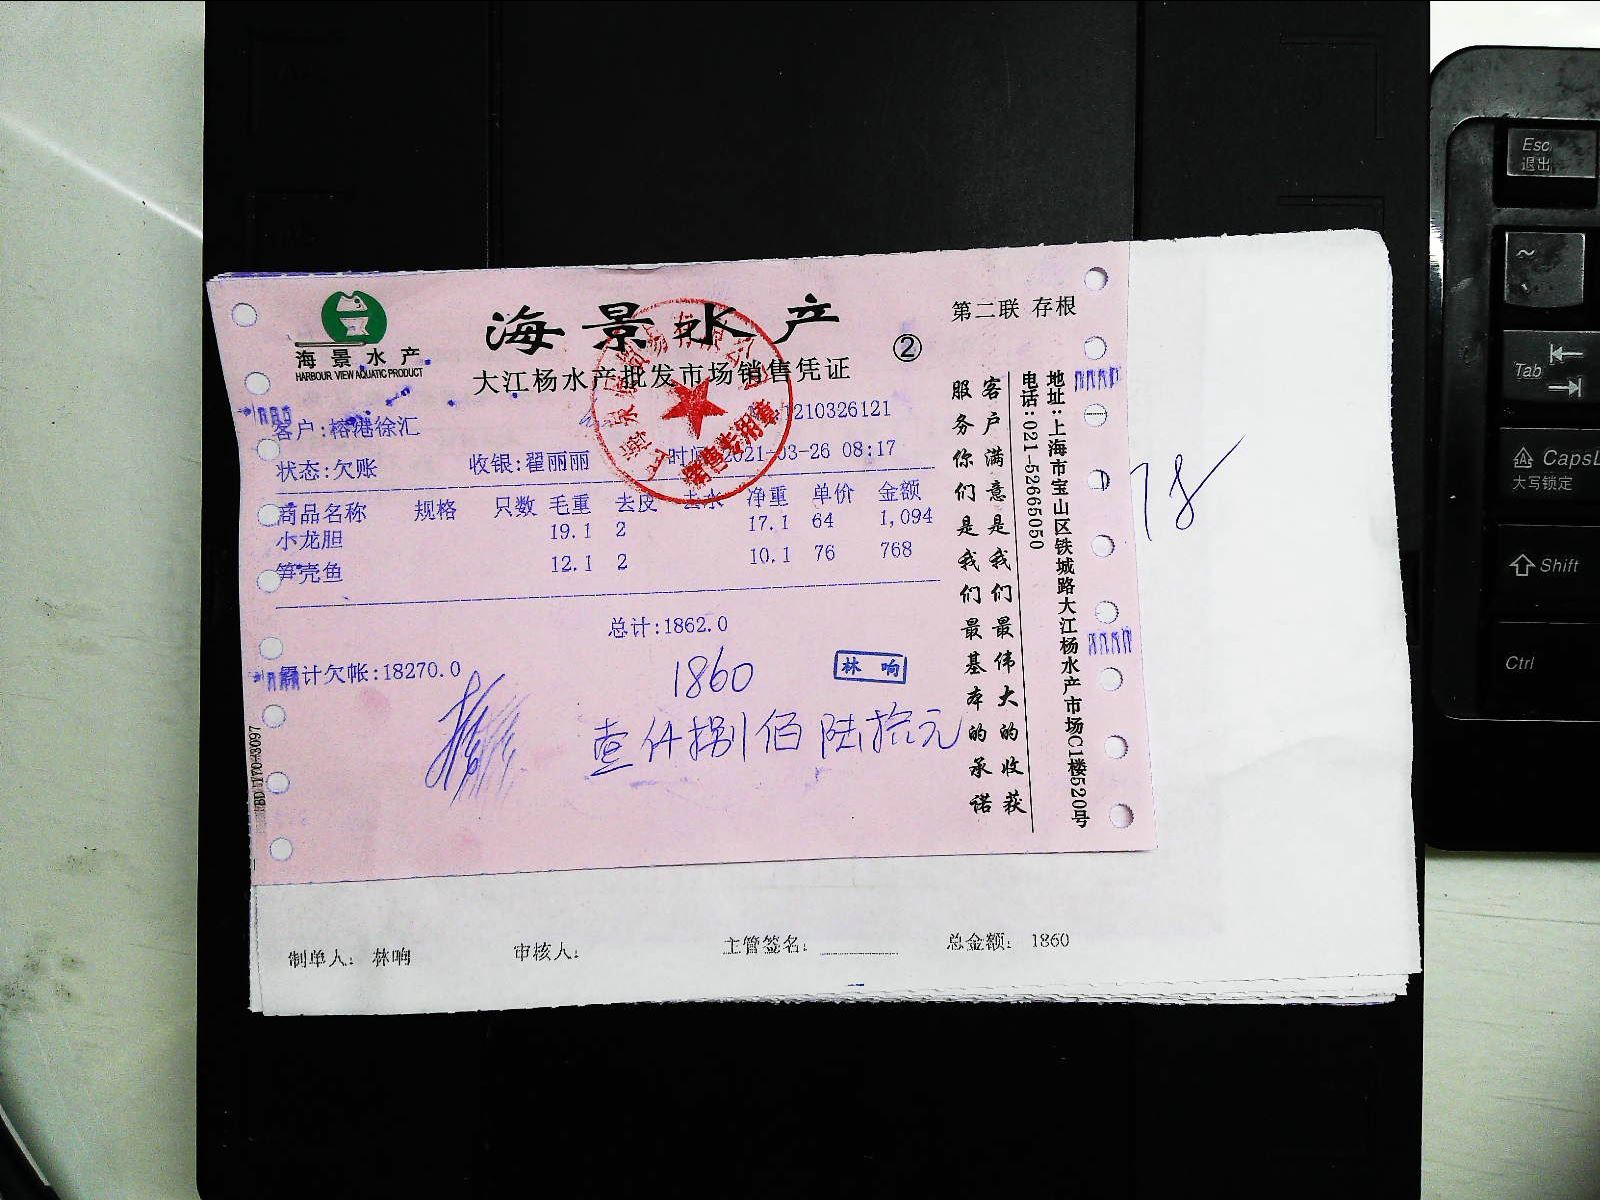 海景水产
HARBOUR VIEW AQUATIC PRODUCT
海景水产
大江杨水产批发市场销售凭证
②
第二联 存根
1210326121
客户:榕港徐汇
状态:欠账 收银:翟丽丽 时间:2021-03-26 08:17
商品名称 规格 只数 毛重 去皮 去水 净重 单价 金额
小龙胆 19.1 2 17.1 64 1,094
笋壳鱼 12.1 2 10.1 76 768
总计:1862.0
累计欠帐:18270.0
1860
林 响
壹仟捌佰陆拾元
销售专用章
客户满意是我们最伟大的收获
服务你们是我们最基本的承诺
地址:上海市宝山区铁城路大江杨水产市场C1楼520号
电话:021-52665050
制单人: 林响 审核人: 主管签名: 总金额: 1860
Esc
退出
~
Tab
CapsL
大写锁定
Shift
Ctrl